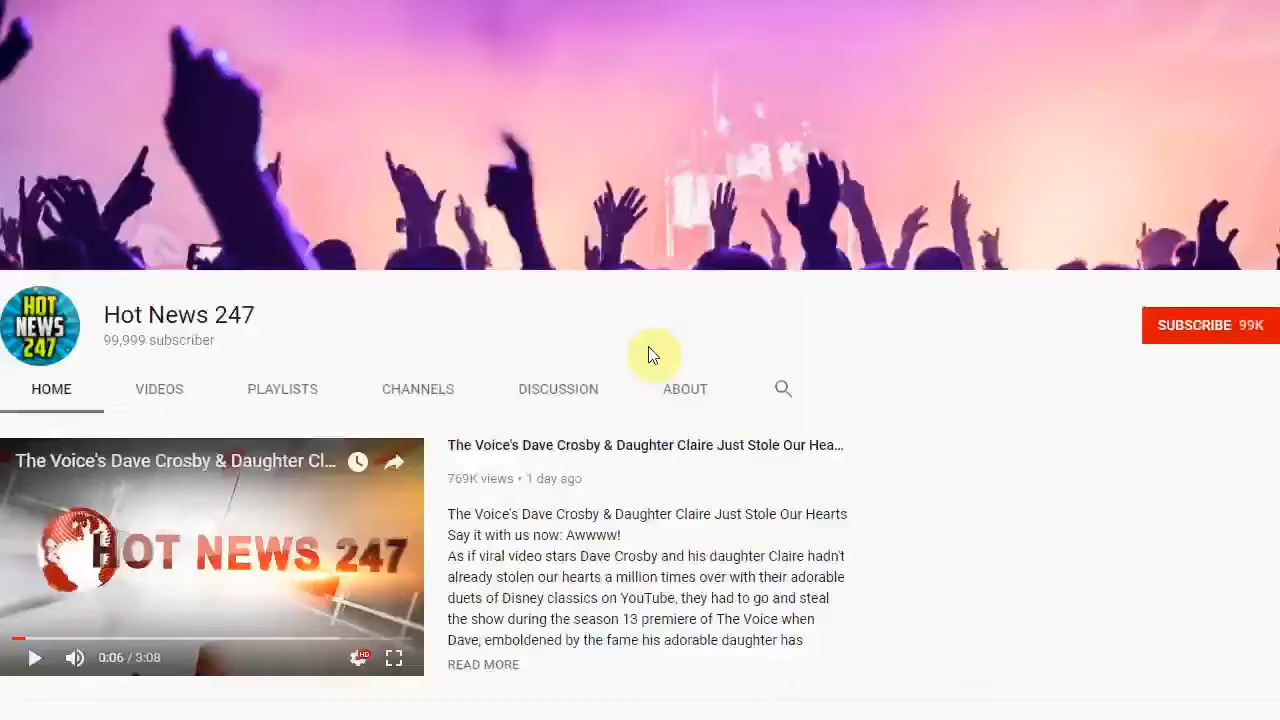 HOT
NEWS
247
Hot News 247
99,999 subscriber
SUBSCRIBE 99K
HOME VIDEOS PLAYLISTS CHANNELS DISCUSSION ABOUT
The Voice's Dave Crosby & Daughter Cl...
HOT NEWS 247
0:06 / 3:08
HD
The Voice's Dave Crosby & Daughter Claire Just Stole Our Hea...
769K views • 1 day ago
The Voice's Dave Crosby & Daughter Claire Just Stole Our Hearts
Say it with us now: Awwww!
As if viral video stars Dave Crosby and his daughter Claire hadn't
already stolen our hearts a million times over with their adorable
duets of Disney classics on YouTube, they had to go and steal
the show during the season 13 premiere of The Voice when
Dave, emboldened by the fame his adorable daughter has
READ MORE